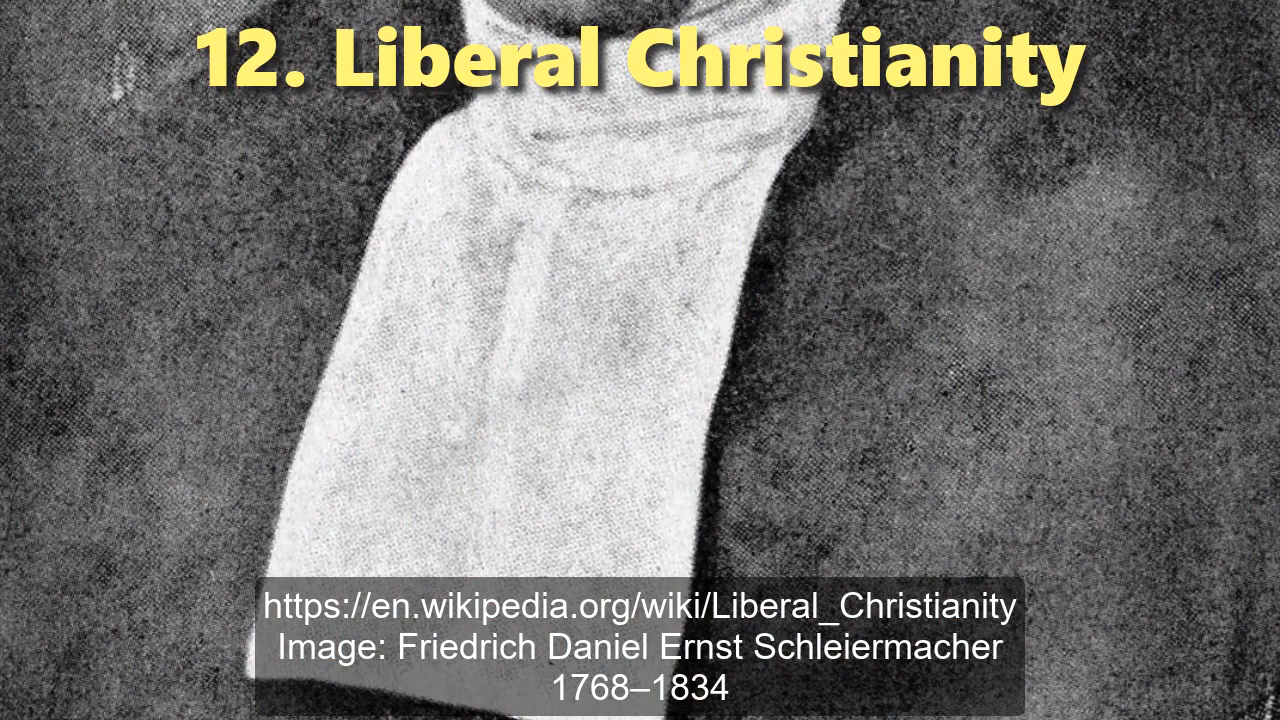 12. Liberal Christianity
https://en.wikipedia.org/wiki/Liberal_Christianity
Image: Friedrich Daniel Ernst Schleiermacher
1768–1834